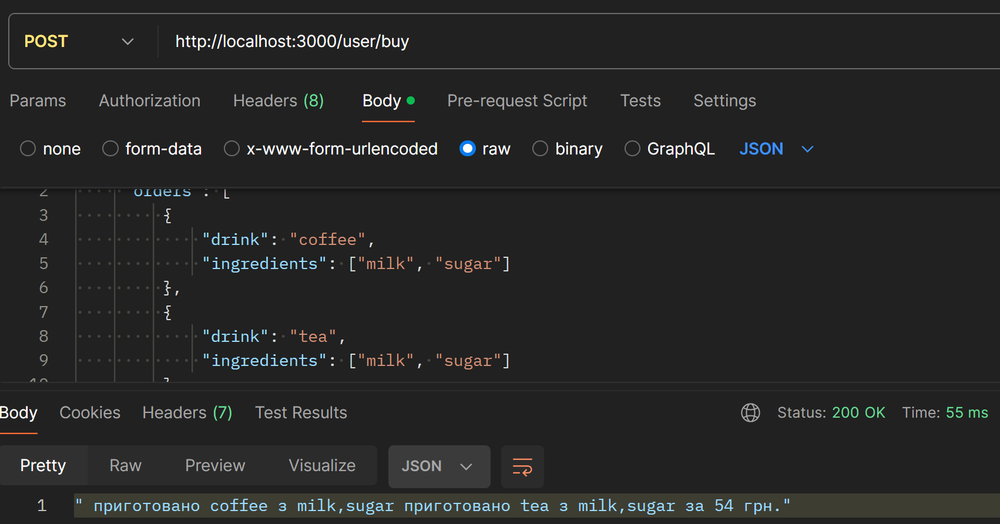 POST http://localhost:3000/user/buy
Params Authorization Headers (8) Body Pre-request Script Tests Settings
none form-data x-www-form-urlencoded raw binary GraphQL JSON
2 "orders": [
3 {
4 "drink": "coffee",
5 "ingredients": ["milk", "sugar"]
6 },
7 {
8 "drink": "tea",
9 "ingredients": ["milk", "sugar"]
10 }
Body Cookies Headers (7) Test Results Status: 200 OK Time: 55 ms
Pretty Raw Preview Visualize JSON
1 " приготовано coffee з milk,sugar приготовано tea з milk,sugar за 54 грн."